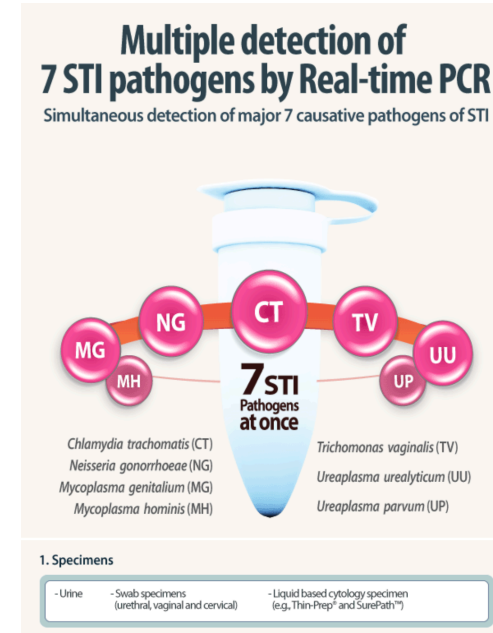 Multiple detection of
7 STI pathogens by Real-time PCR
Simultaneous detection of major 7 causative pathogens of STI
CT
NG
TV
MG
UU
MH
UP
7 STI
Pathogens
at once
Chlamydia trachomatis (CT)
Neisseria gonorrhoeae (NG)
Mycoplasma genitalium (MG)
Mycoplasma hominis (MH)
Trichomonas vaginalis (TV)
Ureaplasma urealyticum (UU)
Ureaplasma parvum (UP)
1. Specimens
- Urine
- Swab specimens
(urethral, vaginal and cervical)
- Liquid based cytology specimen
(e.g., Thin-Prep® and SurePath™)